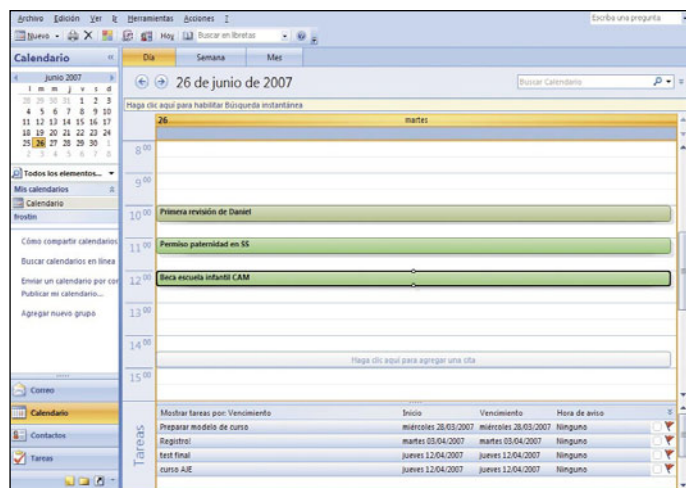 Archivo Edición Ver Ir Herramientas Acciones ?
Escriba una pregunta
Nuevo Hoy Buscar en libretas
Calendario
Día Semana Mes
junio 2007
l m m j v s d
28 29 30 31 1 2 3
4 5 6 7 8 9 10
11 12 13 14 15 16 17
18 19 20 21 22 23 24
25 26 27 28 29 30 1
2 3 4 5 6 7 8
26 de junio de 2007
Buscar Calendario
Haga clic aquí para habilitar Búsqueda instantánea
26 martes
Todos los elementos...
Mis calendarios
Calendario
frostin
Cómo compartir calendarios
Buscar calendarios en línea
Enviar un calendario por cor
Publicar mi calendario...
Agregar nuevo grupo
8 00
9 00
10 00 Primera revisión de Daniel
11 00 Permiso paternidad en SS
12 00 Beca escuela infantil CAM
13 00
14 00
Haga clic aquí para agregar una cita
15 00
Correo
Calendario
Contactos
Tareas
Tareas
Mostrar tareas por: Vencimiento Inicio Vencimiento Hora de aviso
Preparar modelo de curso miércoles 28/03/2007 miércoles 28/03/2007 Ninguno
Registro! martes 03/04/2007 martes 03/04/2007 Ninguno
test final jueves 12/04/2007 jueves 12/04/2007 Ninguno
curso AJE jueves 12/04/2007 jueves 12/04/2007 Ninguno